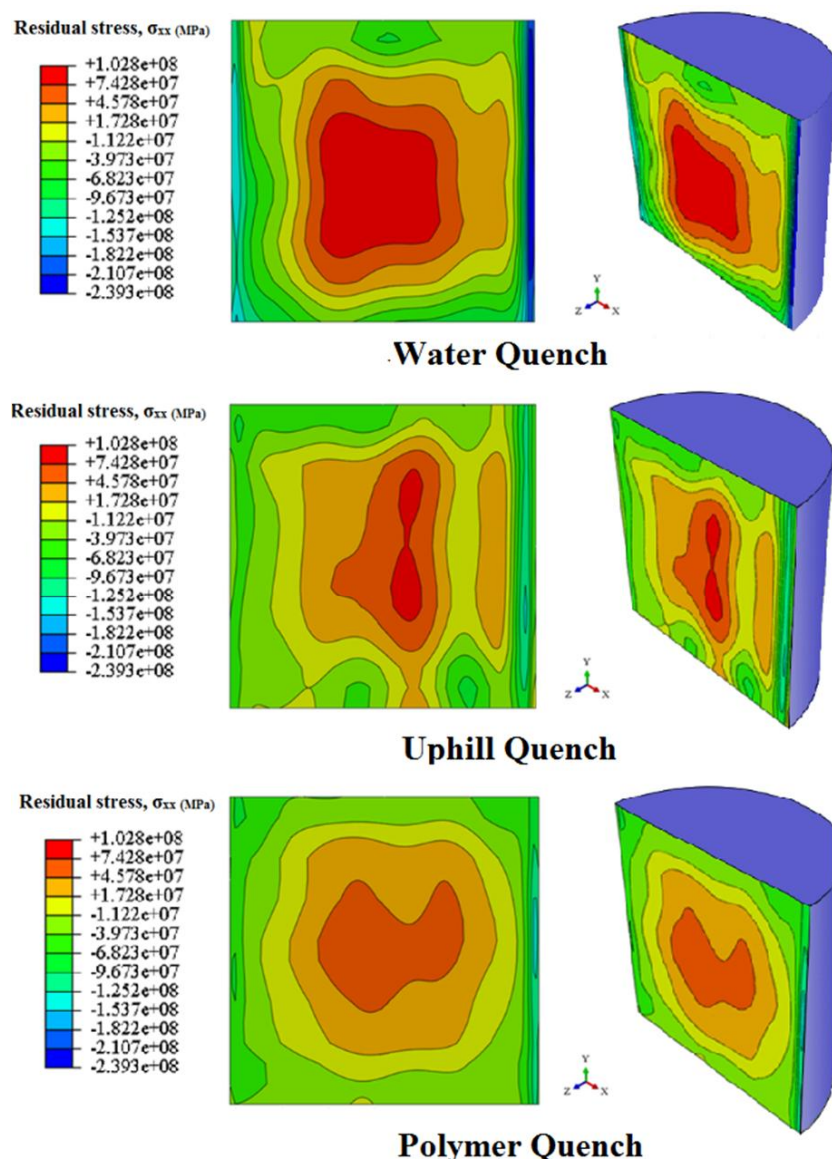 Residual stress, σxx (MPa)
+1.028e+08
+7.428e+07
+4.578e+07
+1.728e+07
-1.122e+07
-3.973e+07
-6.823e+07
-9.673e+07
-1.252e+08
-1.537e+08
-1.822e+08
-2.107e+08
-2.393e+08
Y
Z X
Water Quench
Residual stress, σxx (MPa)
+1.028e+08
+7.428e+07
+4.578e+07
+1.728e+07
-1.122e+07
-3.973e+07
-6.823e+07
-9.673e+07
-1.252e+08
-1.537e+08
-1.822e+08
-2.107e+08
-2.393e+08
Y
Z X
Uphill Quench
Residual stress, σxx (MPa)
+1.028e+08
+7.428e+07
+4.578e+07
+1.728e+07
-1.122e+07
-3.973e+07
-6.823e+07
-9.673e+07
-1.252e+08
-1.537e+08
-1.822e+08
-2.107e+08
-2.393e+08
Y
Z X
Polymer Quench